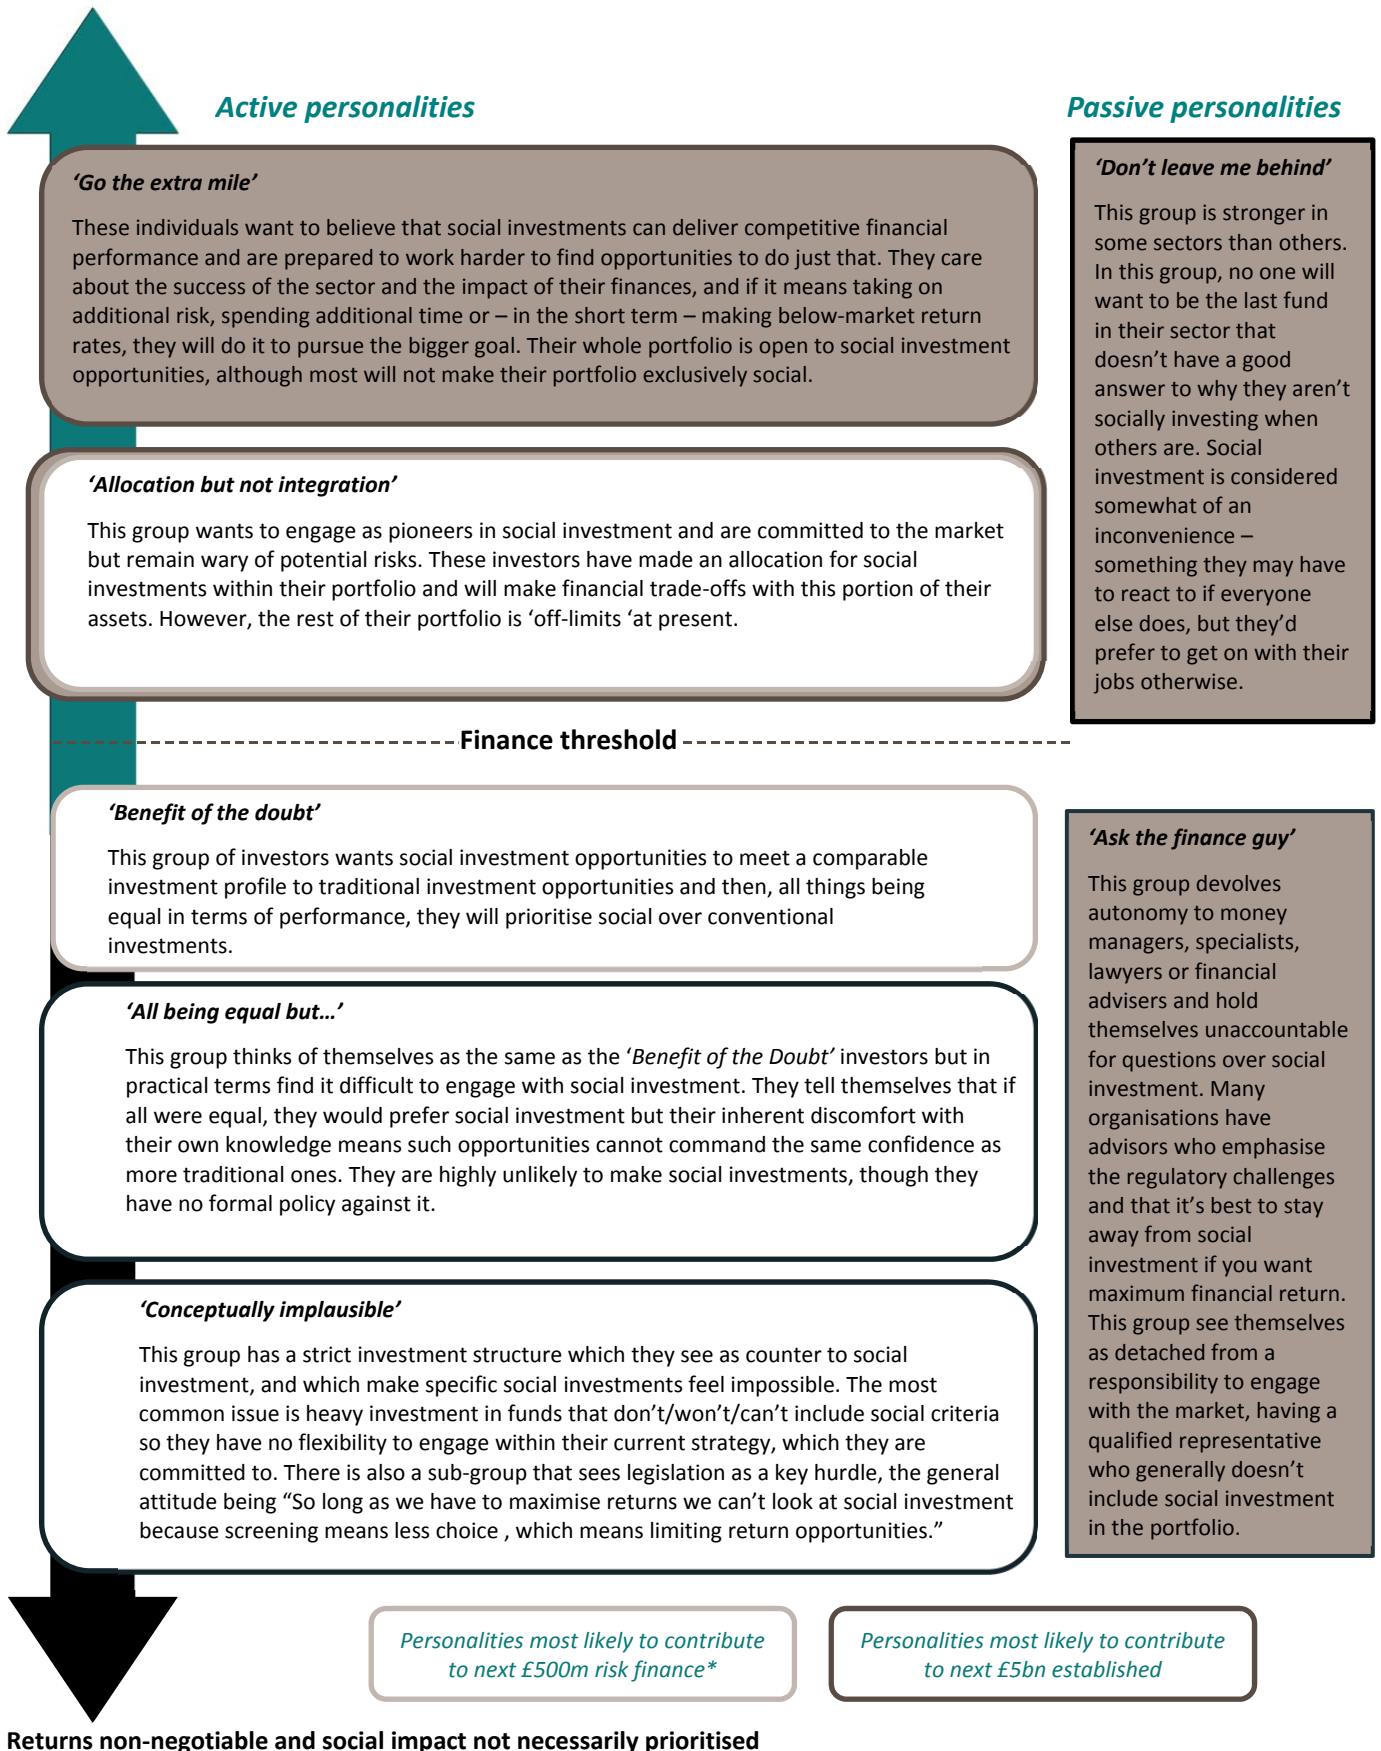 Active personalities
Passive personalities
‘Go the extra mile’
These individuals want to believe that social investments can deliver competitive financial
performance and are prepared to work harder to find opportunities to do just that. They care
about the success of the sector and the impact of their finances, and if it means taking on
additional risk, spending additional time or – in the short term – making below-market return
rates, they will do it to pursue the bigger goal. Their whole portfolio is open to social investment
opportunities, although most will not make their portfolio exclusively social.
‘Allocation but not integration’
This group wants to engage as pioneers in social investment and are committed to the market
but remain wary of potential risks. These investors have made an allocation for social
investments within their portfolio and will make financial trade-offs with this portion of their
assets. However, the rest of their portfolio is ‘off-limits ‘at present.
‘Don’t leave me behind’
This group is stronger in
some sectors than others.
In this group, no one will
want to be the last fund
in their sector that
doesn’t have a good
answer to why they aren’t
socially investing when
others are. Social
investment is considered
somewhat of an
inconvenience –
something they may have
to react to if everyone
else does, but they’d
prefer to get on with their
jobs otherwise.
Finance threshold
‘Benefit of the doubt’
This group of investors wants social investment opportunities to meet a comparable
investment profile to traditional investment opportunities and then, all things being
equal in terms of performance, they will prioritise social over conventional
investments.
‘All being equal but…’
This group thinks of themselves as the same as the ‘Benefit of the Doubt’ investors but in
practical terms find it difficult to engage with social investment. They tell themselves that if
all were equal, they would prefer social investment but their inherent discomfort with
their own knowledge means such opportunities cannot command the same confidence as
more traditional ones. They are highly unlikely to make social investments, though they
have no formal policy against it.
‘Conceptually implausible’
This group has a strict investment structure which they see as counter to social
investment, and which make specific social investments feel impossible. The most
common issue is heavy investment in funds that don’t/won’t/can’t include social criteria
so they have no flexibility to engage within their current strategy, which they are
committed to. There is also a sub-group that sees legislation as a key hurdle, the general
attitude being “So long as we have to maximise returns we can’t look at social investment
because screening means less choice , which means limiting return opportunities.”
‘Ask the finance guy’
This group devolves
autonomy to money
managers, specialists,
lawyers or financial
advisers and hold
themselves unaccountable
for questions over social
investment. Many
organisations have
advisors who emphasise
the regulatory challenges
and that it’s best to stay
away from social
investment if you want
maximum financial return.
This group see themselves
as detached from a
responsibility to engage
with the market, having a
qualified representative
who generally doesn’t
include social investment
in the portfolio.
Personalities most likely to contribute
to next £500m risk finance*
Personalities most likely to contribute
to next £5bn established
Returns non-negotiable and social impact not necessarily prioritised